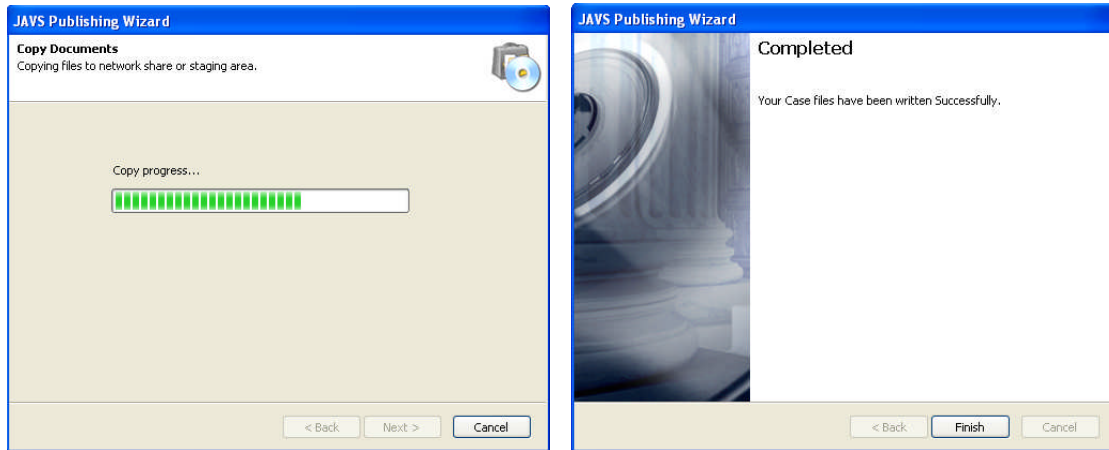 JAVS Publishing Wizard
Copy Documents
Copying files to network share or staging area.
Copy progress...
< Back
Next >
Cancel
JAVS Publishing Wizard
Completed
Your Case files have been written Successfully.
< Back
Finish
Cancel